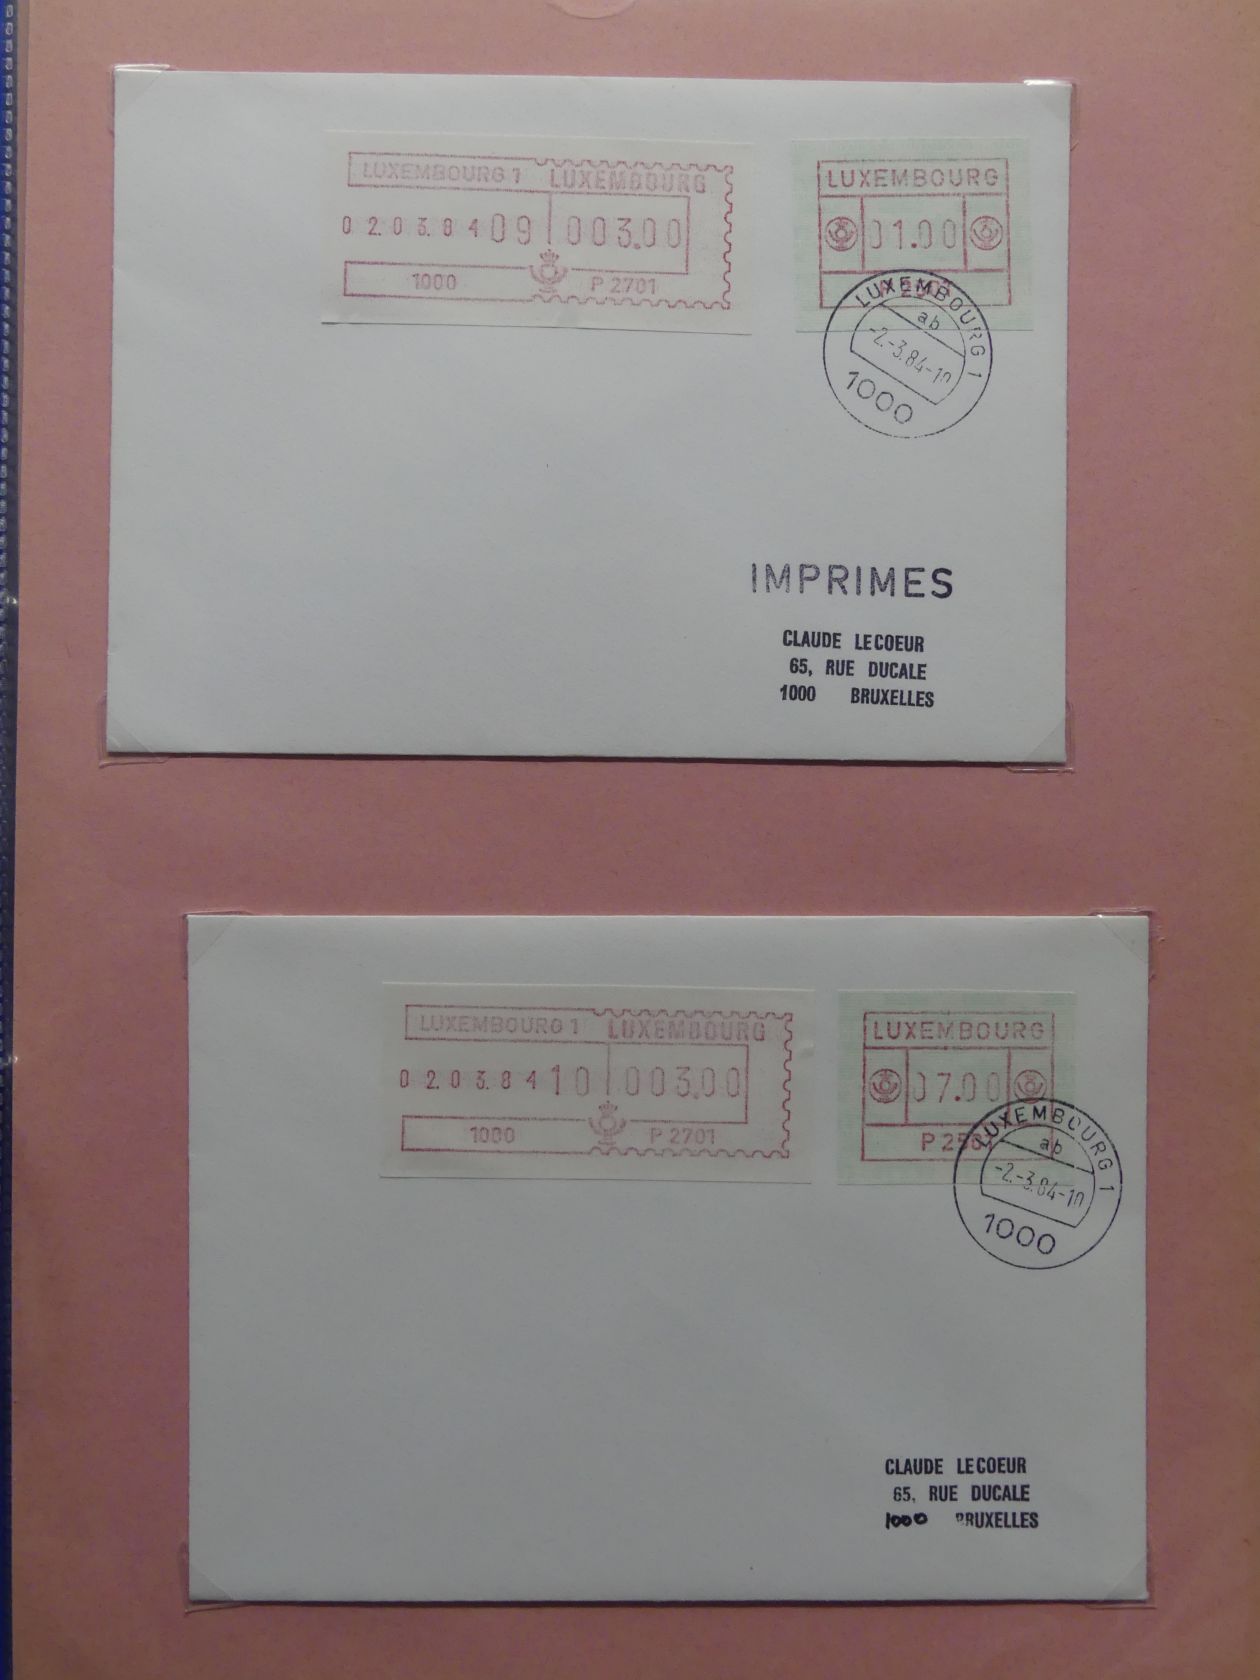 LUXEMBOURG 1 LUXEMBOURG
0 2. 0 3. 8 4 09 003.00
1000 P 2701
LUXEMBOURG
01.00
LUXEMBOURG 1
ab
-2.-3.84-10
1000
IMPRIMES
CLAUDE LECOEUR
65, RUE DUCALE
1000 BRUXELLES
LUXEMBOURG 1 LUXEMBOURG
0 2. 0 3. 8 4 10 003.00
1000 P 2701
LUXEMBOURG
07.00
LUXEMBOURG 1
ab
-2.-3.84-10
1000
CLAUDE LECOEUR
65, RUE DUCALE
1000 BRUXELLES